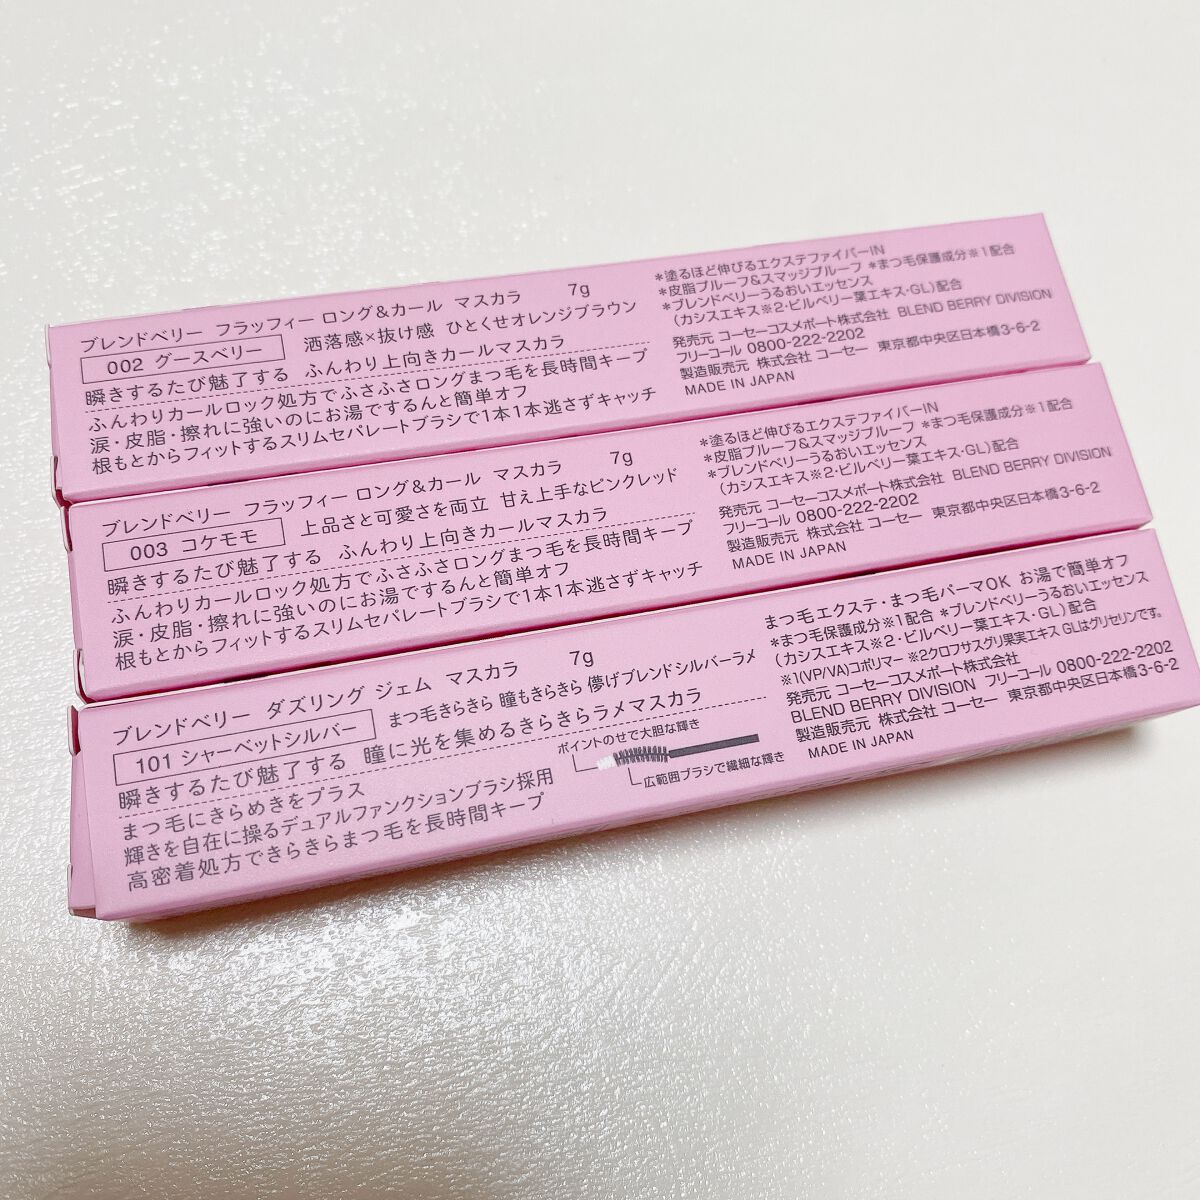 ブレンドベリー フラッフィー ロング&カール マスカラ 7g
002 グースベリー
洒落感×抜け感 ひとくせオレンジブラウン
瞬きするたび魅了する ふんわり上向きカールマスカラ
ふんわりカールロック処方でふさふさロングまつ毛を長時間キープ
涙・皮脂・擦れに強いのにお湯でするんと簡単オフ
根もとからフィットするスリムセパレートブラシで1本1本逃さずキャッチ
*塗るほど伸びるエクステファイバーIN
*皮脂プルーフ&スマッジプルーフ *まつ毛保護成分※1配合
*ブレンドベリーうるおいエッセンス
(カシスエキス※2・ビルベリー葉エキス・GL)配合
発売元 コーセーコスメポート株式会社 BLEND BERRY DIVISION
フリーコール 0800-222-2202
製造販売元 株式会社 コーセー 東京都中央区日本橋3-6-2
MADE IN JAPAN
ブレンドベリー フラッフィー ロング&カール マスカラ 7g
003 コケモモ
上品さと可愛さを両立 甘え上手なピンクレッド
瞬きするたび魅了する ふんわり上向きカールマスカラ
ふんわりカールロック処方でふさふさロングまつ毛を長時間キープ
涙・皮脂・擦れに強いのにお湯でするんと簡単オフ
根もとからフィットするスリムセパレートブラシで1本1本逃さずキャッチ
*塗るほど伸びるエクステファイバーIN
*皮脂プルーフ&スマッジプルーフ *まつ毛保護成分※1配合
*ブレンドベリーうるおいエッセンス
(カシスエキス※2・ビルベリー葉エキス・GL)配合
発売元 コーセーコスメポート株式会社 BLEND BERRY DIVISION
フリーコール 0800-222-2202
製造販売元 株式会社 コーセー 東京都中央区日本橋3-6-2
MADE IN JAPAN
ブレンドベリー ダズリング ジェム マスカラ 7g
101 シャーベットシルバー
まつ毛きらきら 瞳もきらきら 儚げブレンドシルバーラメ
瞬きするたび魅了する 瞳に光を集めるきらきらラメマスカラ
まつ毛にきらめきをプラス
輝きを自在に操るデュアルファンクションブラシ採用
高密着処方できらきらまつ毛を長時間キープ
ポイントのせで大胆な輝き
広範囲ブラシで繊細な輝き
まつ毛エクステ・まつ毛パーマOK お湯で簡単オフ
*まつ毛保護成分※1配合 *ブレンドベリーうるおいエッセンス
(カシスエキス※2・ビルベリー葉エキス・GL)配合
※1(VP/VA)コポリマー ※2クロフサスグリ果実エキス GLはグリセリンです。
発売元 コーセーコスメポート株式会社
BLEND BERRY DIVISION フリーコール 0800-222-2202
製造販売元 株式会社 コーセー 東京都中央区日本橋3-6-2
MADE IN JAPAN